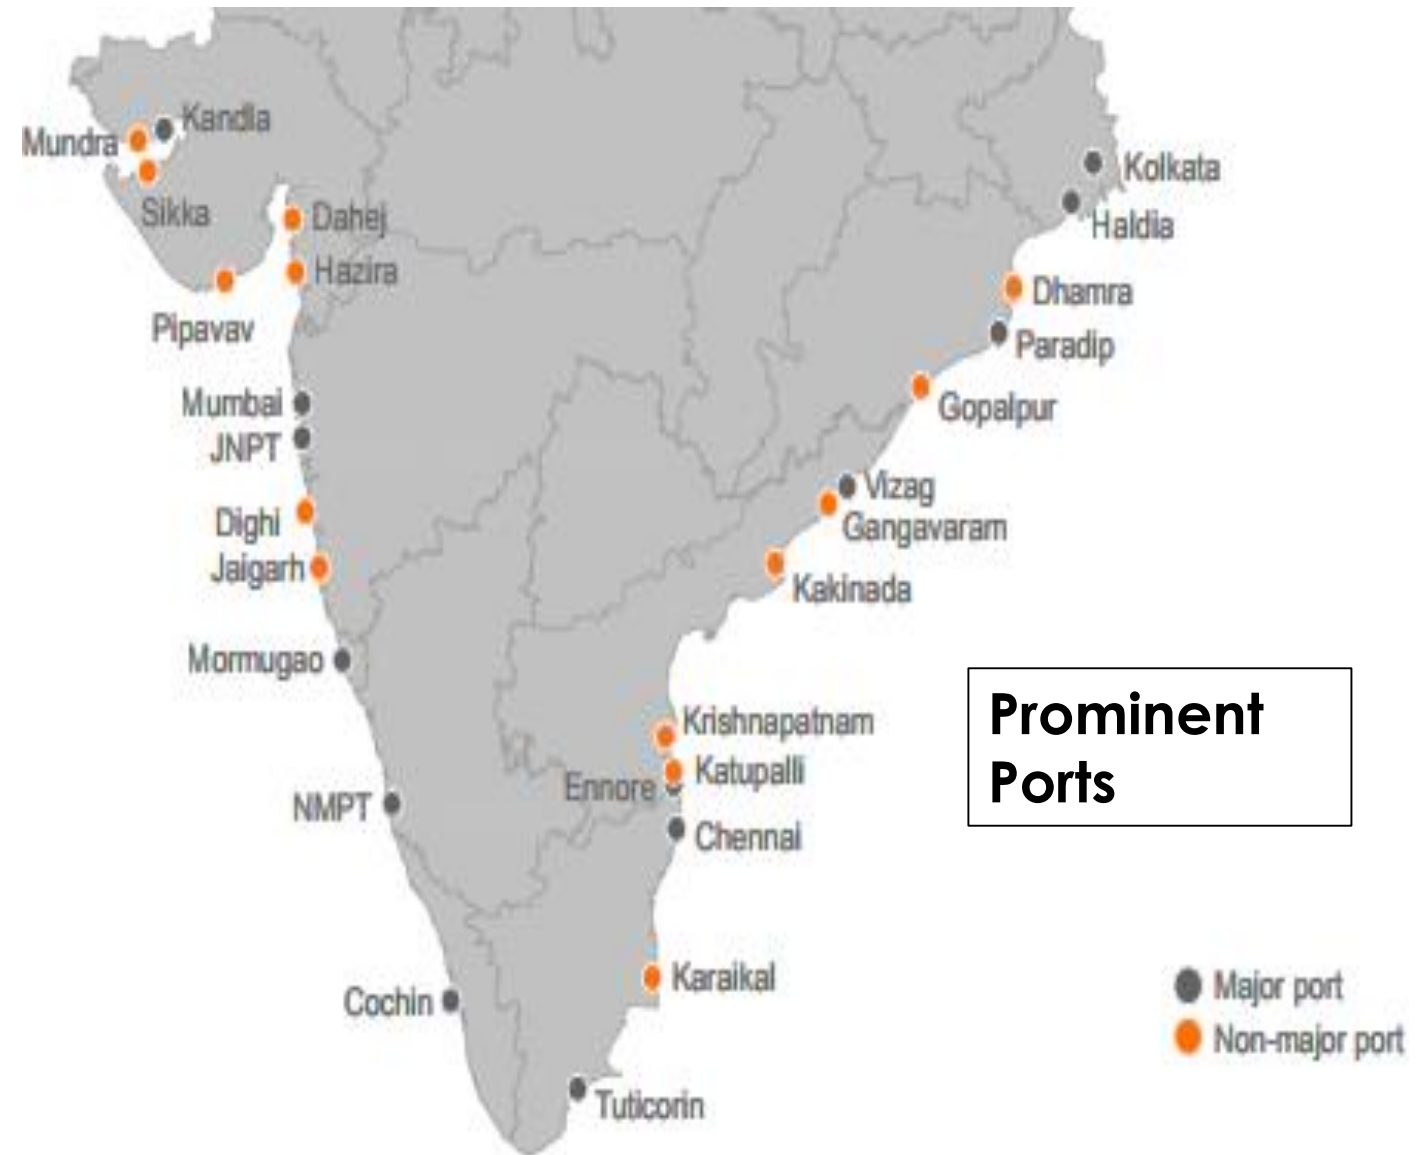 Kandla
Mundra
Sikka
Dahej
Hazira
Pipavav
Mumbai
JNPT
Dighi
Jaigarh
Mormugao
NMPT
Cochin
Kolkata
Haldia
Dhamra
Paradip
Gopalpur
Vizag
Gangavaram
Kakinada
Krishnapatnam
Katupalli
Ennore
Chennai
Karaikal
Tuticorin
Prominent
Ports
Major port
Non-major port